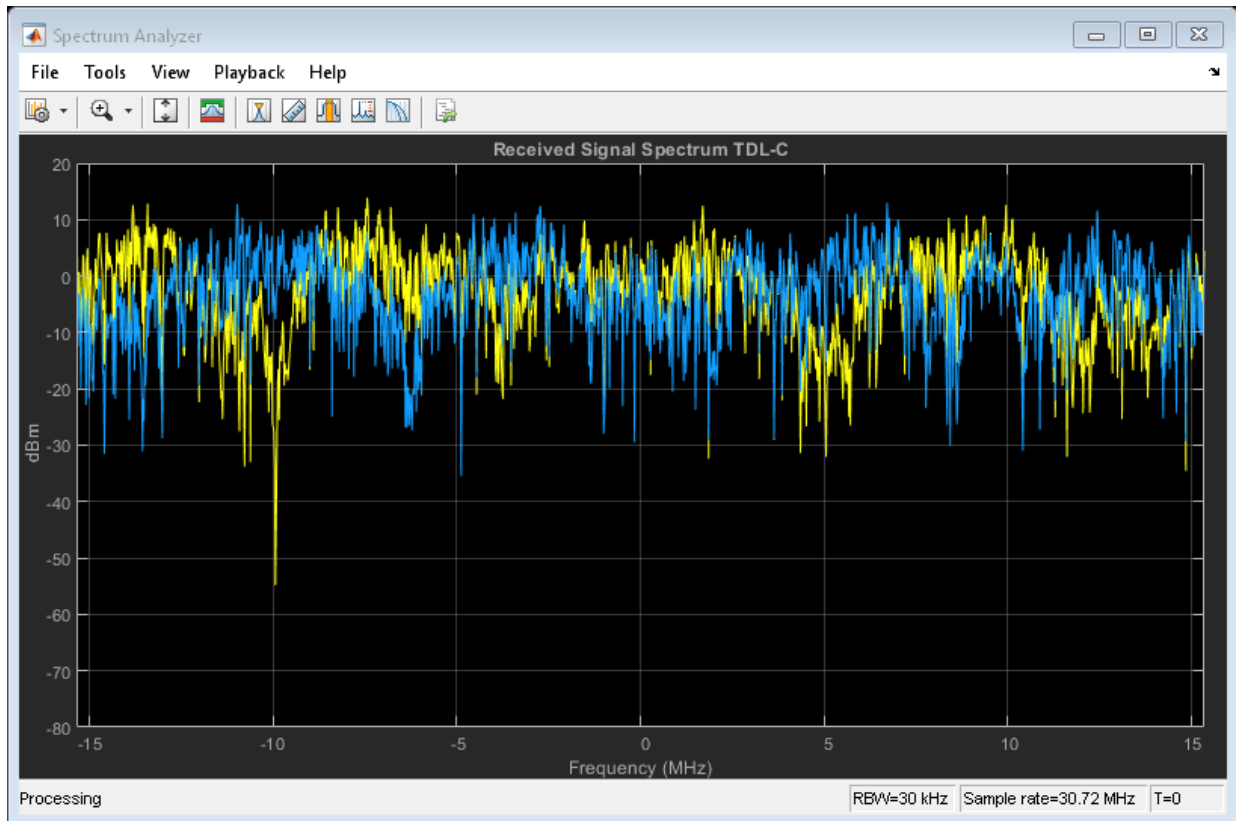 Spectrum Analyzer
File Tools View Playback Help
Received Signal Spectrum TDL-C
20
10
0
-10
-20
-30
-40
-50
-60
-70
-80
dBm
-15 -10 -5 0 5 10 15
Frequency (MHz)
Processing RBW=30 kHz Sample rate=30.72 MHz T=0